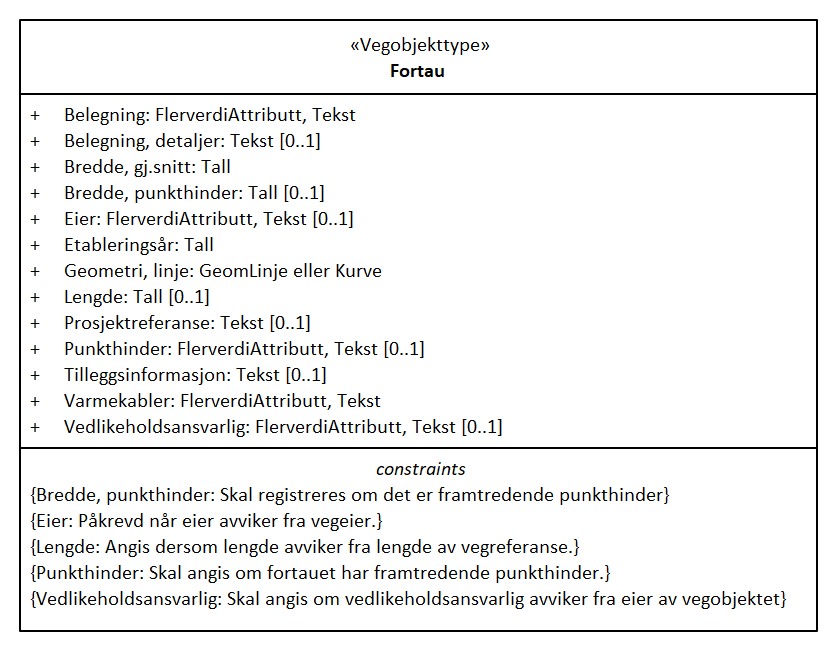 «Vegobjekttype»
Fortau
+ Belegning: FlerverdiAttributt, Tekst
+ Belegning, detaljer: Tekst [0..1]
+ Bredde, gj.snitt: Tall
+ Bredde, punkthinder: Tall [0..1]
+ Eier: FlerverdiAttributt, Tekst [0..1]
+ Etableringsår: Tall
+ Geometri, linje: GeomLinje eller Kurve
+ Lengde: Tall [0..1]
+ Prosjektreferanse: Tekst [0..1]
+ Punkthinder: FlerverdiAttributt, Tekst [0..1]
+ Tilleggsinformasjon: Tekst [0..1]
+ Varmekabler: FlerverdiAttributt, Tekst
+ Vedlikeholdsansvarlig: FlerverdiAttributt, Tekst [0..1]
constraints
{Bredde, punkthinder: Skal registreres om det er framtredende punkthinder}
{Eier: Påkrevd når eier avviker fra vegeier.}
{Lengde: Angis dersom lengde avviker fra lengde av vegreferanse.}
{Punkthinder: Skal angis om fortauet har framtredende punkthinder.}
{Vedlikeholdsansvarlig: Skal angis om vedlikeholdsansvarlig avviker fra eier av vegobjektet}